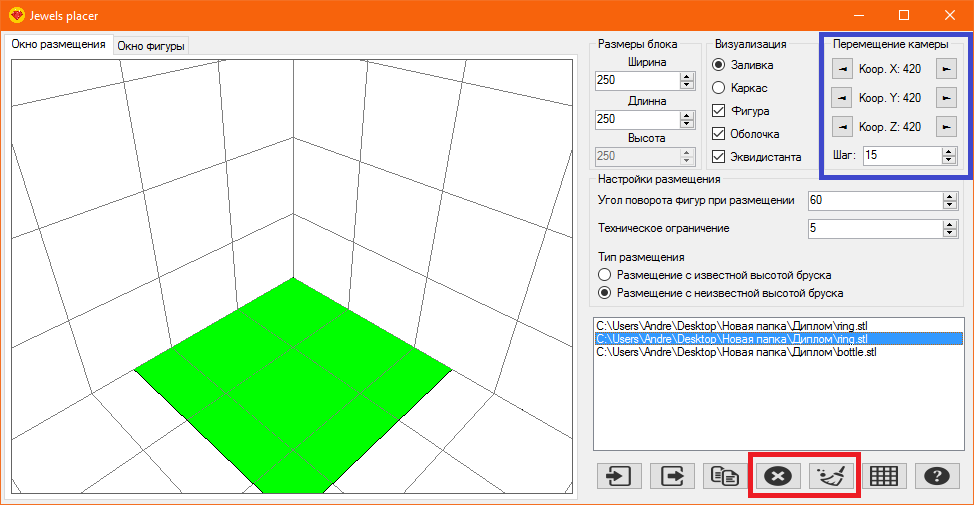 Jewels placer
Окно размещения
Окно фигуры
Размеры блока
Ширина
250
Длинна
250
Высота
250
Визуализация
Заливка
Каркас
Фигура
Оболочка
Эквидистанта
Перемещение камеры
Коор. X: 420
Коор. Y: 420
Коор. Z: 420
Шаг: 15
Настройки размещения
Угол поворота фигур при размещении 60
Техническое ограничение 5
Тип размещения
Размещение с известной высотой бруска
Размещение с неизвестной высотой бруска
C:\Users\Andre\Desktop\Новая папка\Диплом\ring.stl
C:\Users\Andre\Desktop\Новая папка\Диплом\ring.stl
C:\Users\Andre\Desktop\Новая папка\Диплом\bottle.stl
?